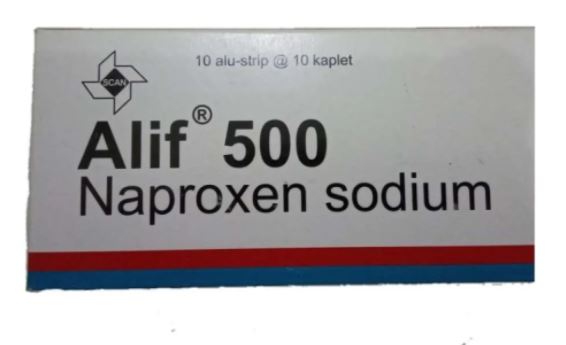 10 alu-strip @ 10 kaplet
SCAN
Alif® 500
Naproxen sodium